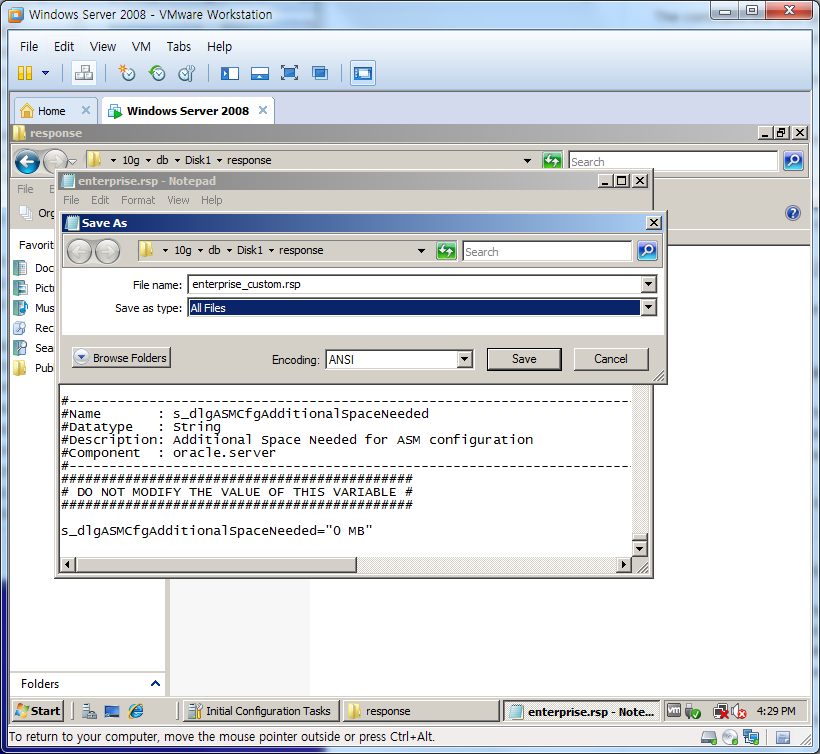 Windows Server 2008 - VMware Workstation
File Edit View VM Tabs Help
Home Windows Server 2008
response
10g db Disk1 response Search
File
enterprise.rsp - Notepad
File Edit Format View Help
Save As
10g db Disk1 response Search
File name: enterprise_custom.rsp
Save as type: All Files
Browse Folders Encoding: ANSI Save Cancel
Favorit
Doc
Pictu
Mus
Rec
Sea
Pub
#-----------------------------------------------------------------------
#Name       : s_dlgASMCfgAdditionalSpaceNeeded
#Datatype   : String
#Description: Additional Space Needed for ASM configuration
#Component  : oracle.server
#-----------------------------------------------------------------------
############################################
# DO NOT MODIFY THE VALUE OF THIS VARIABLE #
############################################
s_dlgASMCfgAdditionalSpaceNeeded="0 MB"
Folders
Start Initial Configuration Tasks response enterprise.rsp - Note... 4:29 PM
To return to your computer, move the mouse pointer outside or press Ctrl+Alt.